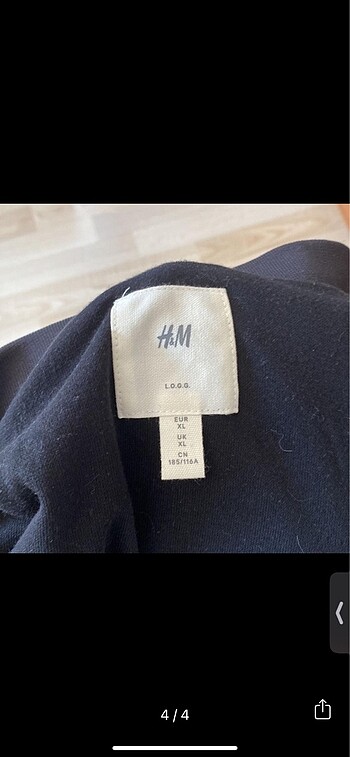 H&M
L.O.G.G.
EUR
XL
UK
XL
CN
185/116A
4/4